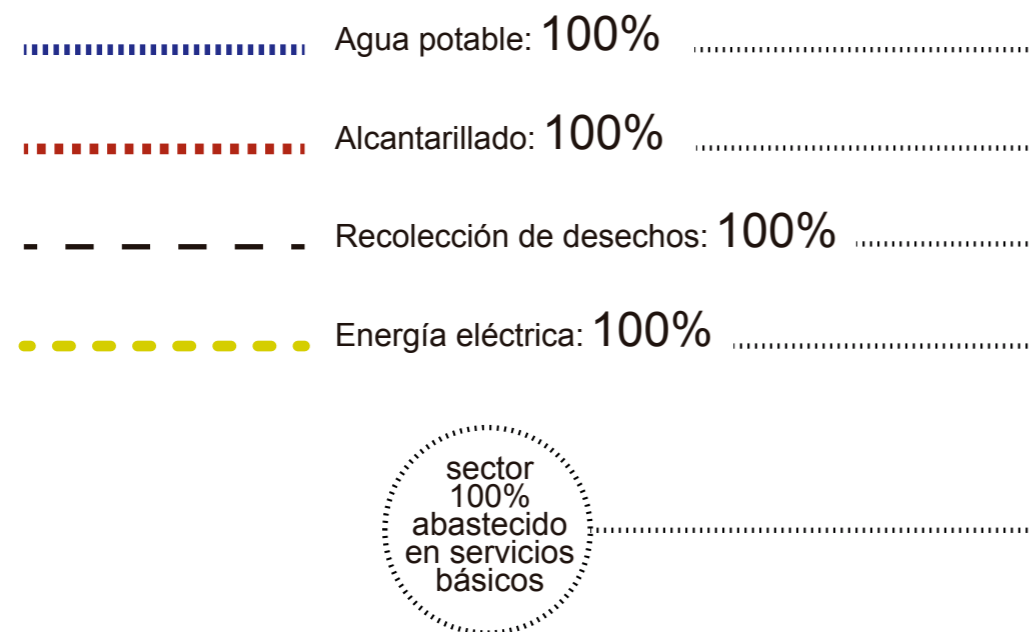 Agua potable: 100%
Alcantarillado: 100%
Recolección de desechos: 100%
Energía eléctrica: 100%
sector
100%
abastecido
en servicios
básicos